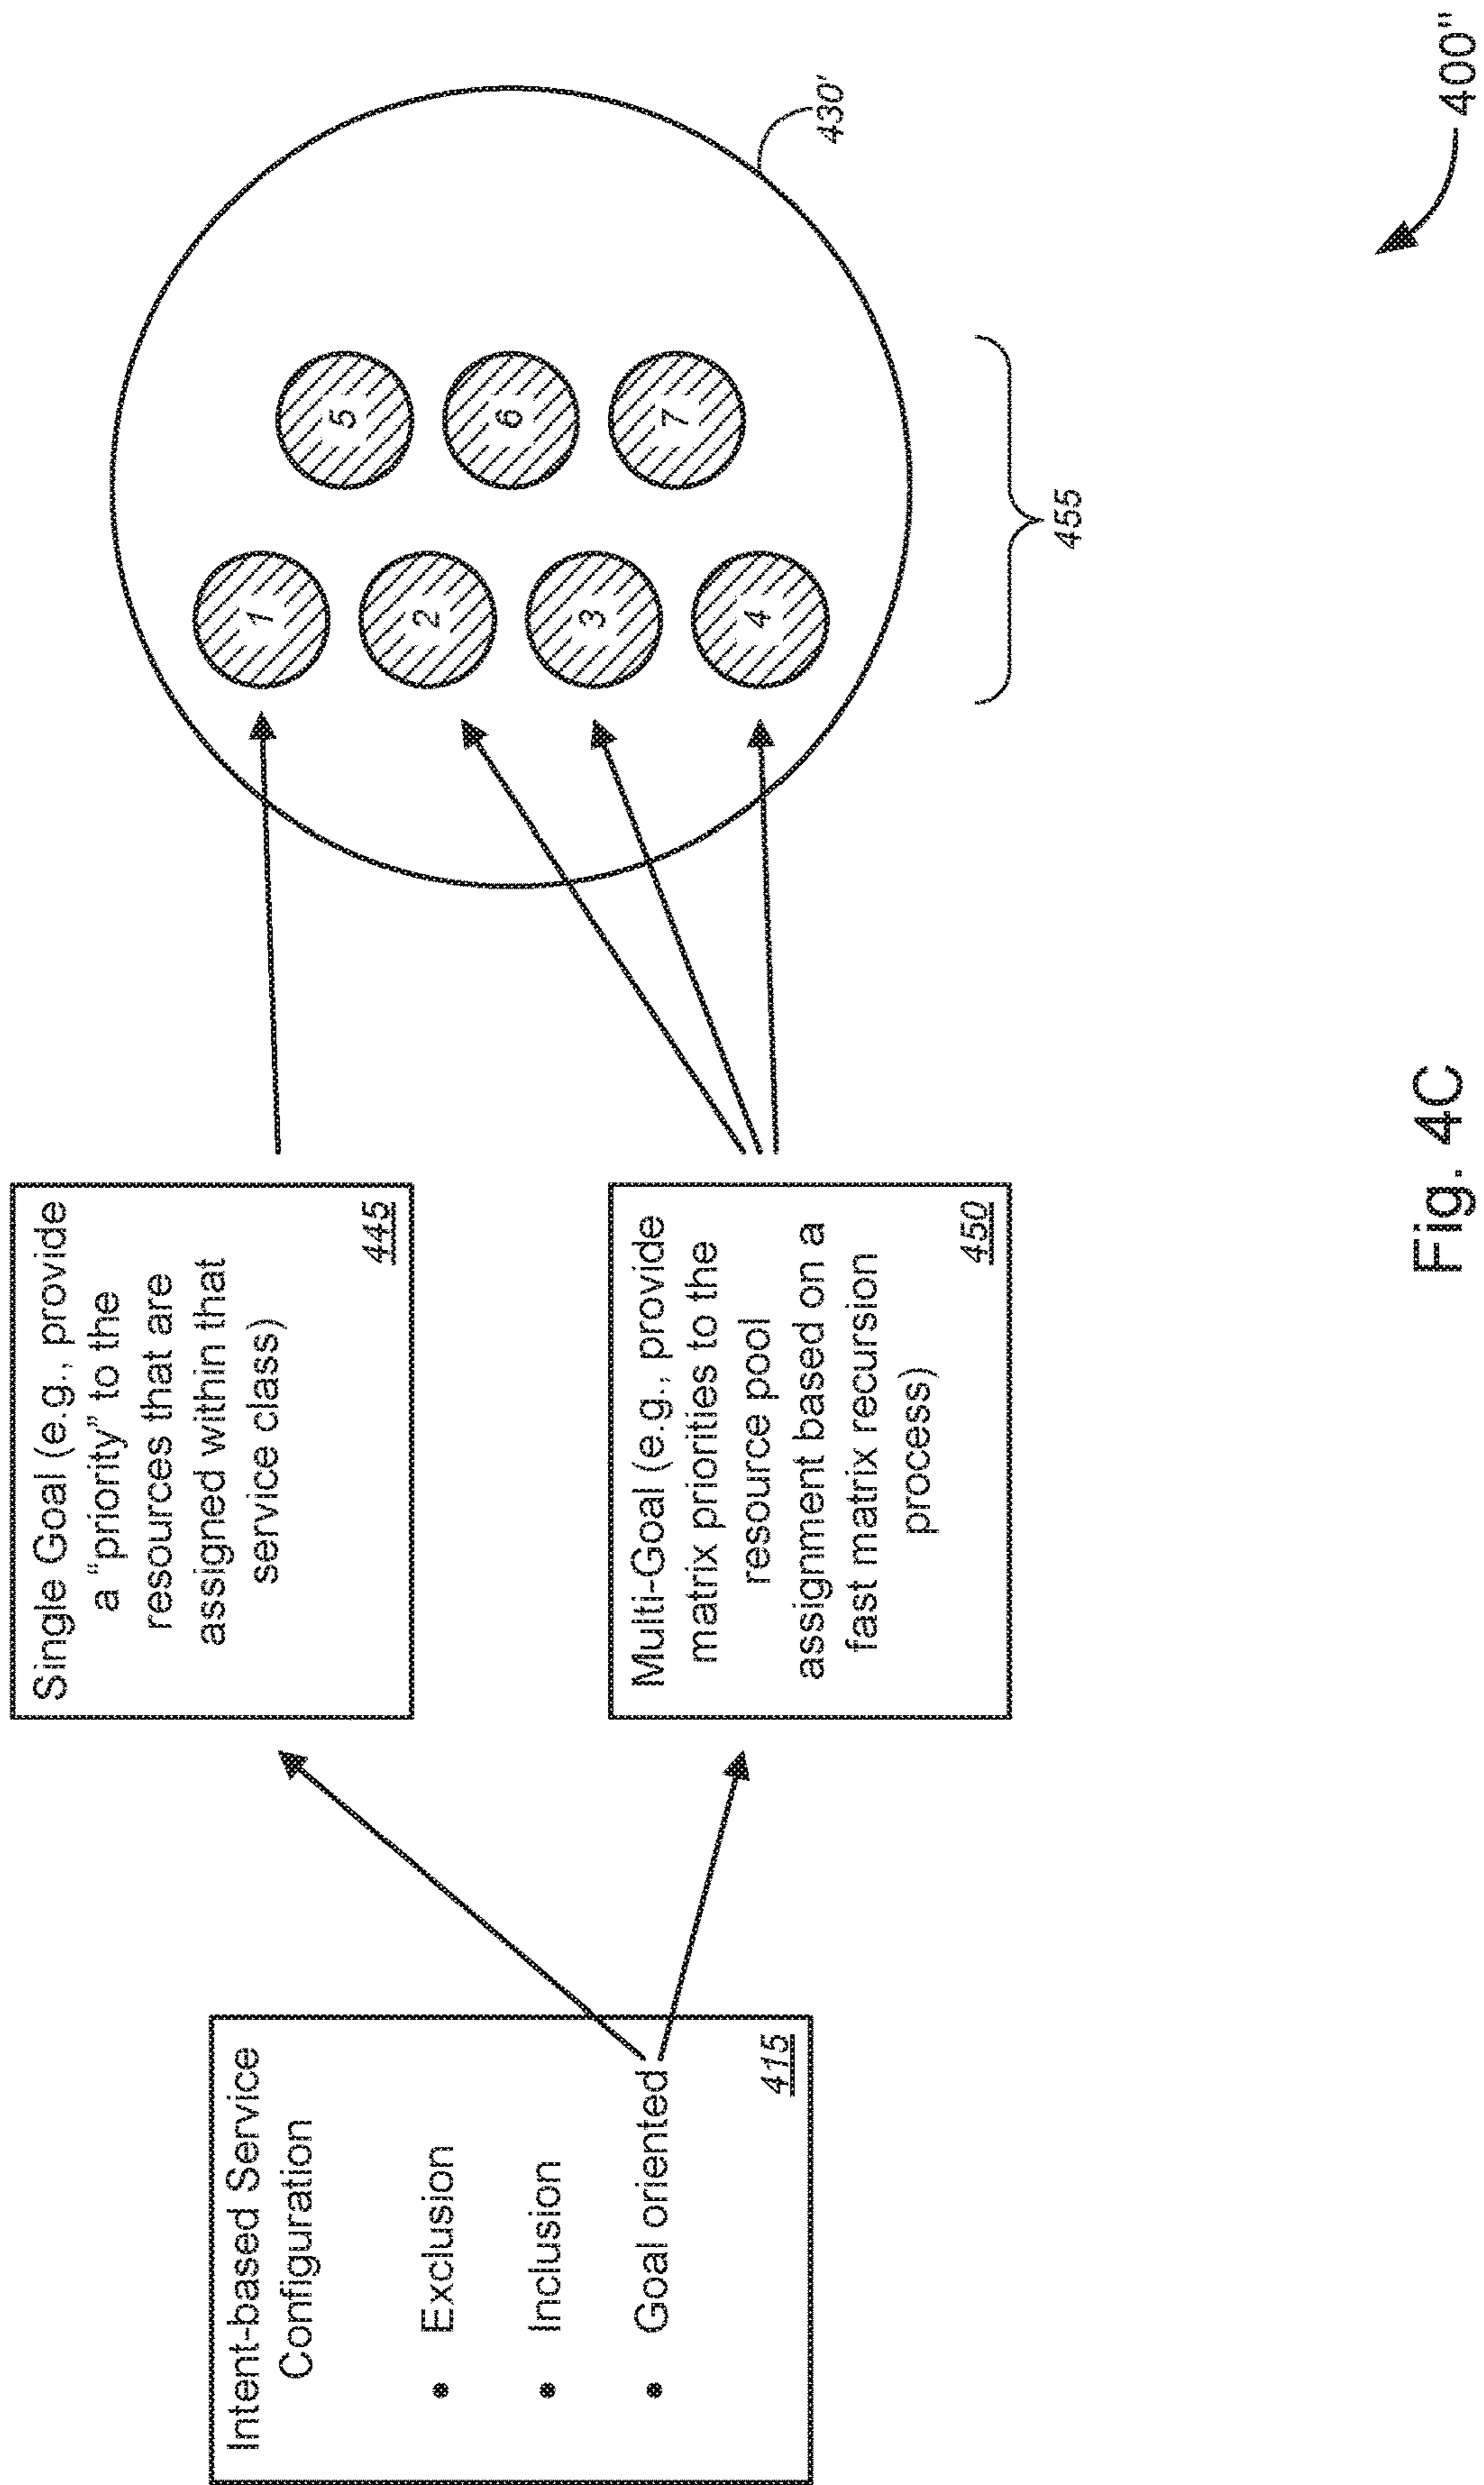 Intent-based Service
Configuration
• Exclusion
• Inclusion
• Goal oriented
415
Single Goal (e.g., provide
a "priority" to the
resources that are
assigned within that
service class)
445
Multi-Goal (e.g., provide
matrix priorities to the
resource pool
assignment based on a
fast matrix recursion
process)
450
1
2
3
4
5
6
7
430'
455
400"
Fig. 4C